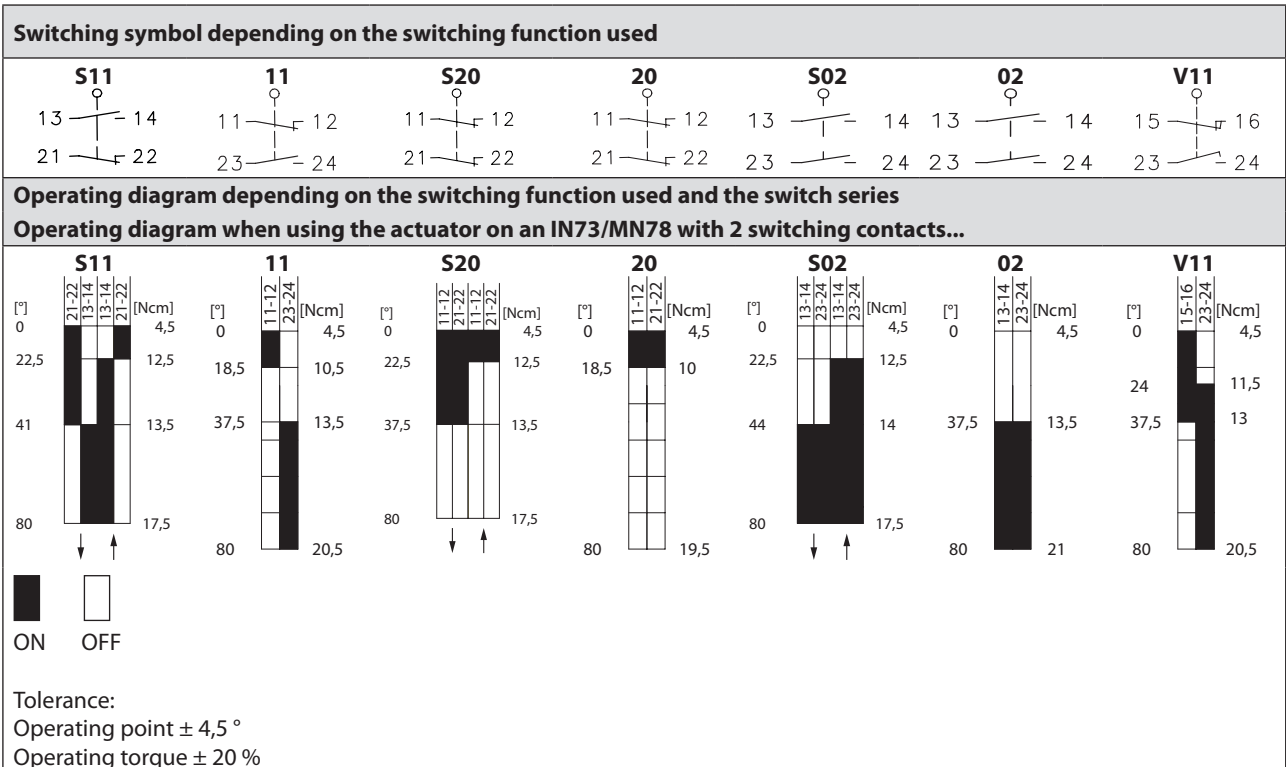 Switching symbol depending on the switching function used
S11 11 S20 20 S02 02 V11
13 14 11 12 11 12 11 12 13 14 13 14 15 16
21 22 23 24 21 22 21 22 23 24 23 24 23 24
Operating diagram depending on the switching function used and the switch series
Operating diagram when using the actuator on an IN73/MN78 with 2 switching contacts...
S11 11 S20 20 S02 02 V11
21-22 13-14 13-14 21-22 11-12 23-24 11-12 21-22 11-12 21-22 11-12 21-22 13-14 23-24 13-14 23-24 13-14 23-24 15-16 23-24
[°] [Ncm] [°] [Ncm] [°] [Ncm] [°] [Ncm] [°] [Ncm] [°] [Ncm] [°] [Ncm]
0 4,5 0 4,5 0 4,5 0 4,5 0 4,5 0 4,5 0 4,5
22,5 12,5 18,5 10,5 22,5 12,5 18,5 10 22,5 12,5 24 11,5
41 13,5 37,5 13,5 37,5 13,5 44 14 37,5 13,5 37,5 13
80 17,5 80 20,5 80 17,5 80 19,5 80 17,5 80 21 80 20,5
ON OFF
Tolerance:
Operating point ± 4,5 °
Operating torque ± 20 %